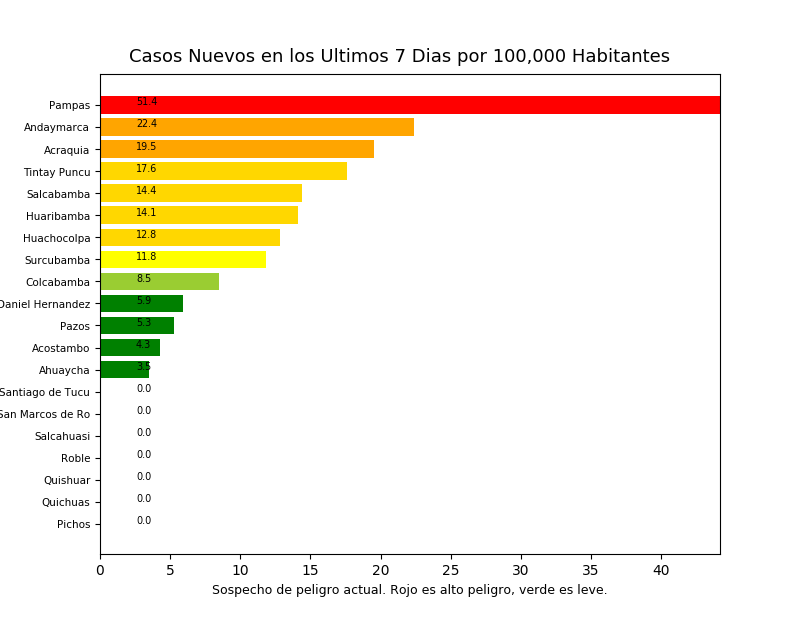 Casos Nuevos en los Ultimos 7 Dias por 100,000 Habitantes
Pampas 51.4
Andaymarca 22.4
Acraquia 19.5
Tintay Puncu 17.6
Salcabamba 14.4
Huaribamba 14.1
Huachocolpa 12.8
Surcubamba 11.8
Colcabamba 8.5
Daniel Hernandez 5.9
Pazos 5.3
Acostambo 4.3
Ahuaycha 3.5
Santiago de Tucu 0.0
San Marcos de Ro 0.0
Salcahuasi 0.0
Roble 0.0
Quishuar 0.0
Quichuas 0.0
Pichos 0.0
0 5 10 15 20 25 30 35 40
Sospecho de peligro actual. Rojo es alto peligro, verde es leve.